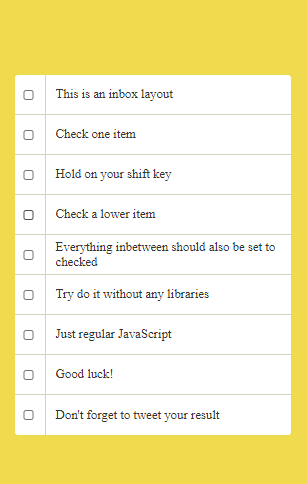 This is an inbox layout
Check one item
Hold on your shift key
Check a lower item
Everything inbetween should also be set to
checked
Try do it without any libraries
Just regular JavaScript
Good luck!
Don't forget to tweet your result